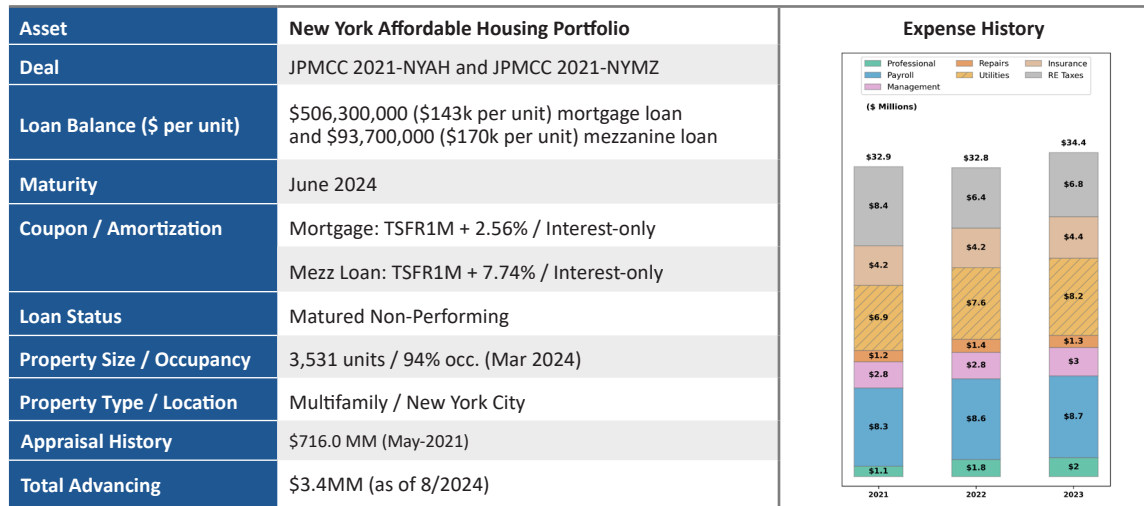 Asset New York Affordable Housing Portfolio
Deal JPMCC 2021-NYAH and JPMCC 2021-NYMZ
Loan Balance ($ per unit) $506,300,000 ($143k per unit) mortgage loan
and $93,700,000 ($170k per unit) mezzanine loan
Maturity June 2024
Coupon / Amortization Mortgage: TSFR1M + 2.56% / Interest-only
Mezz Loan: TSFR1M + 7.74% / Interest-only
Loan Status Matured Non-Performing
Property Size / Occupancy 3,531 units / 94% occ. (Mar 2024)
Property Type / Location Multifamily / New York City
Appraisal History $716.0 MM (May-2021)
Total Advancing $3.4MM (as of 8/2024)
Expense History
Professional Repairs Insurance
Payroll Utilities RE Taxes
Management
($ Millions)
$32.9 $32.8 $34.4
$8.4 $6.4 $6.8
$4.2 $4.2 $4.4
$6.9 $7.6 $8.2
$1.2 $1.4 $1.3
$2.8 $2.8 $3
$8.3 $8.6 $8.7
$1.1 $1.8 $2
2021 2022 2023